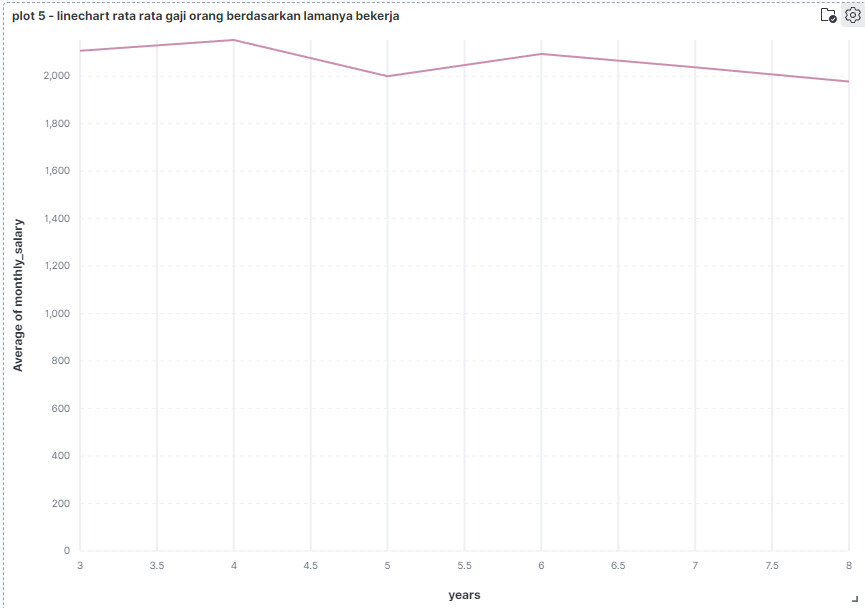 plot 5 - linechart rata rata gaji orang berdasarkan lamanya bekerja
Average of monthly_salary
2,000
1,800
1,600
1,400
1,200
1,000
800
600
400
200
0
3 3.5 4 4.5 5 5.5 6 6.5 7 7.5 8
years